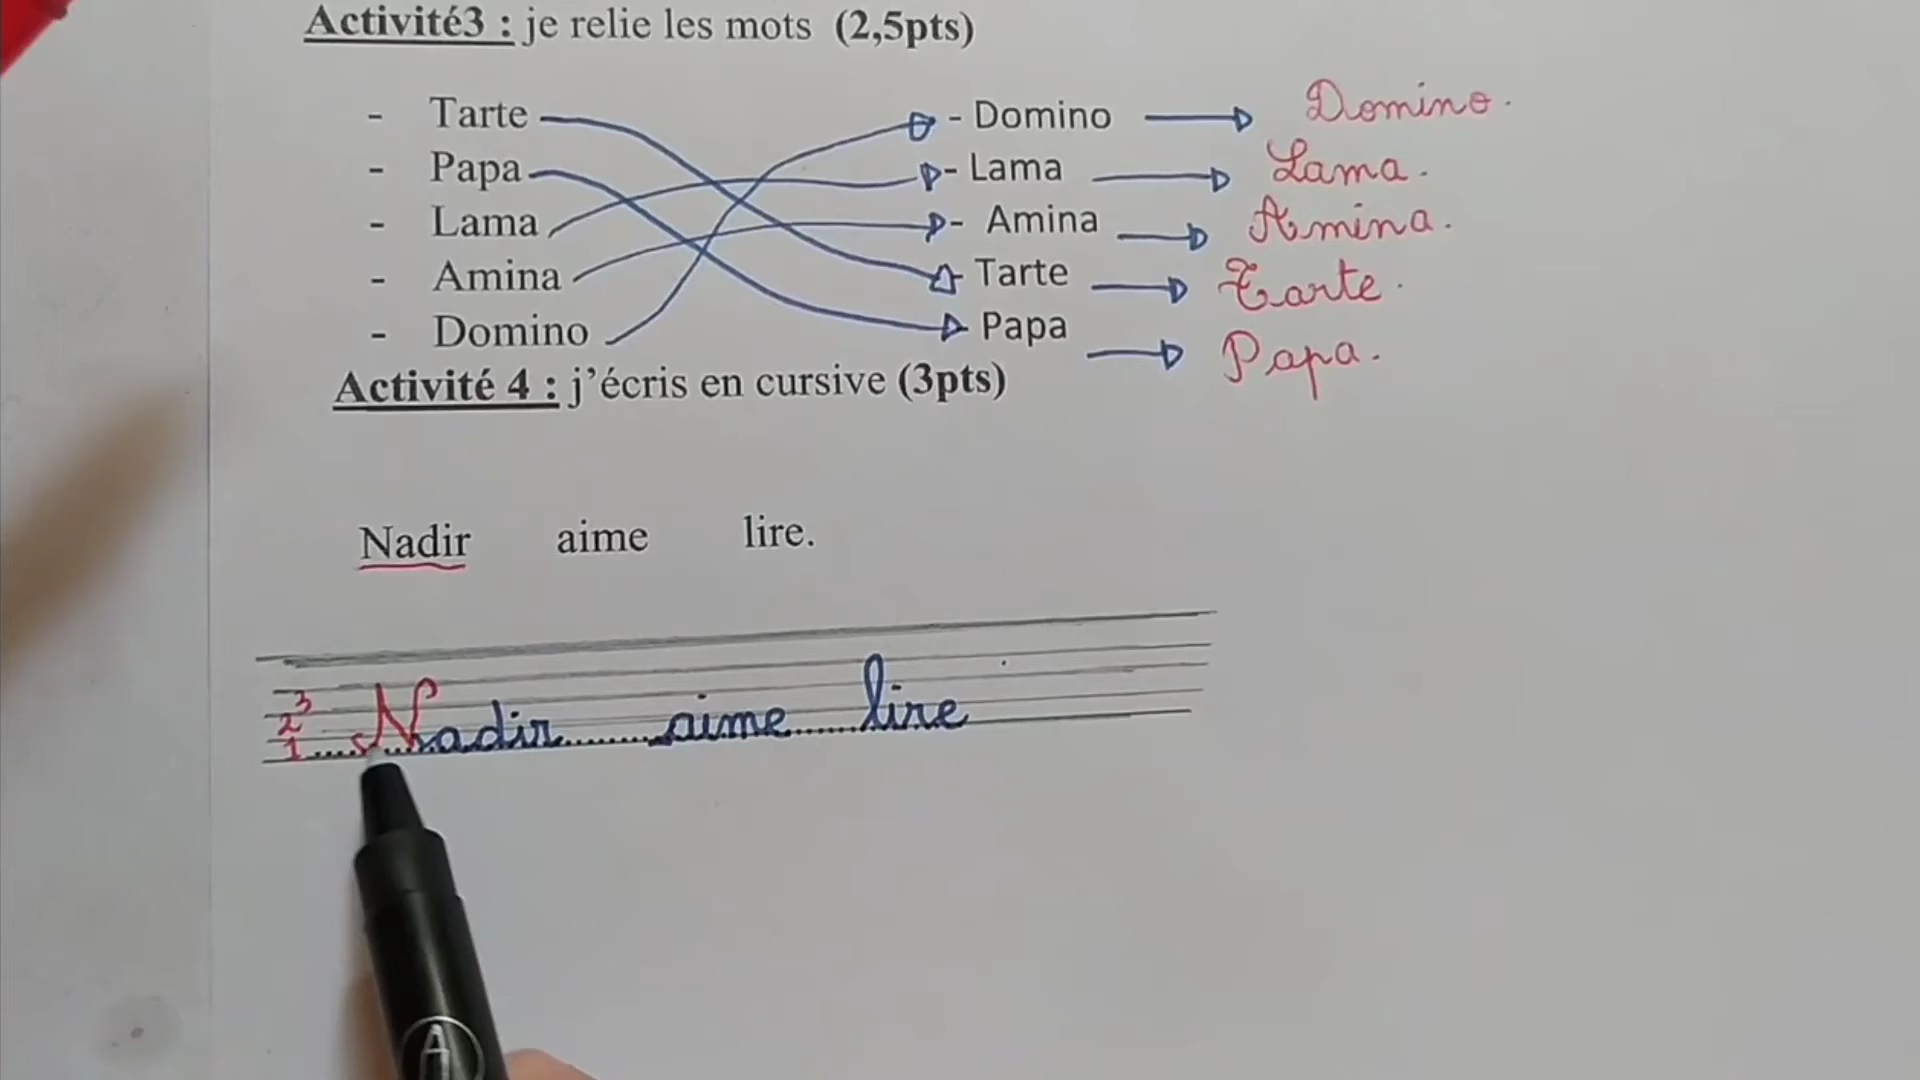 Activité3 : je relie les mots (2,5pts)
- Tarte - Domino Domino.
- Papa - Lama Lama.
- Lama - Amina Amina.
- Amina - Tarte Tarte.
- Domino - Papa Papa.
Activité 4 : j'écris en cursive (3pts)
Nadir aime lire.
3
2
1 Nadir aime lire
A